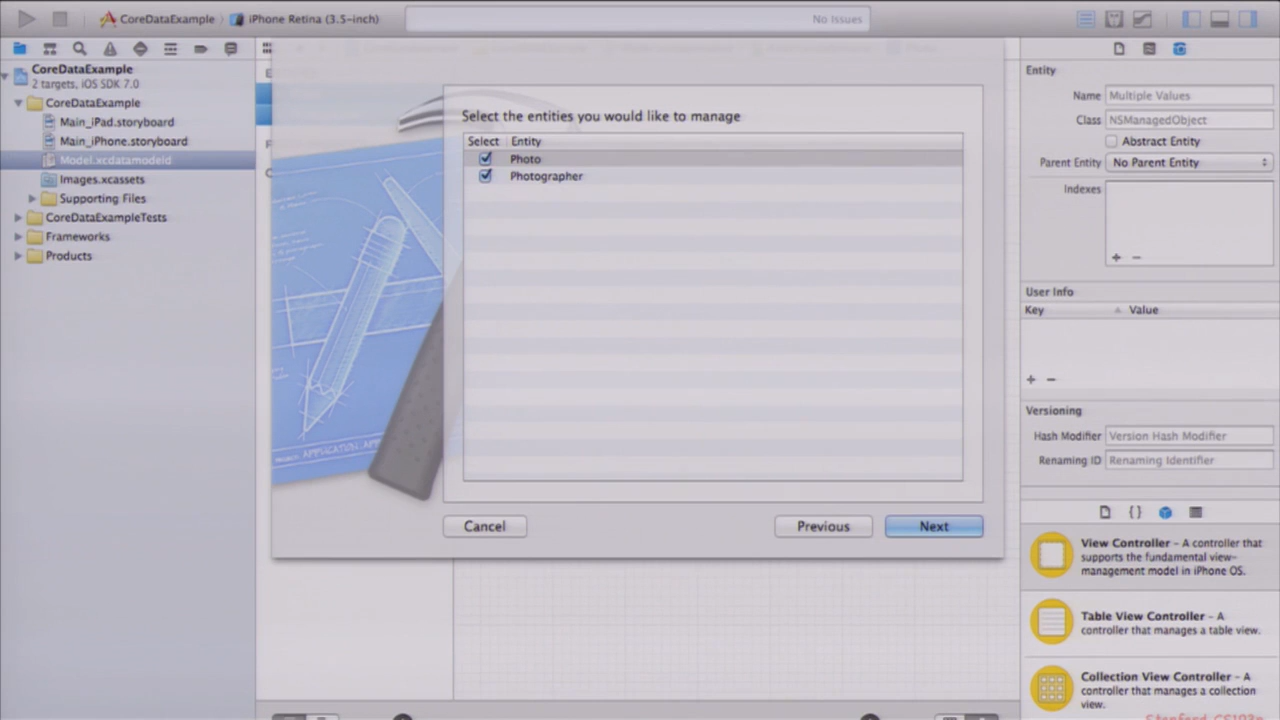 CoreDataExample
iPhone Retina (3.5-inch)
No Issues
CoreDataExample
2 targets, iOS SDK 7.0
CoreDataExample
Main_iPad.storyboard
Main_iPhone.storyboard
Model.xcdatamodeld
Images.xcassets
Supporting Files
CoreDataExampleTests
Frameworks
Products
Select the entities you would like to manage
Select Entity
Photo
Photographer
Cancel
Previous
Next
Entity
Name Multiple Values
Class NSManagedObject
Abstract Entity
Parent Entity No Parent Entity
Indexes
User Info
Key Value
Versioning
Hash Modifier Version Hash Modifier
Renaming ID Renaming Identifier
View Controller - A controller that
supports the fundamental view-
management model in iPhone OS.
Table View Controller - A
controller that manages a table view.
Collection View Controller - A
controller that manages a collection
view.
Stanford CS193p